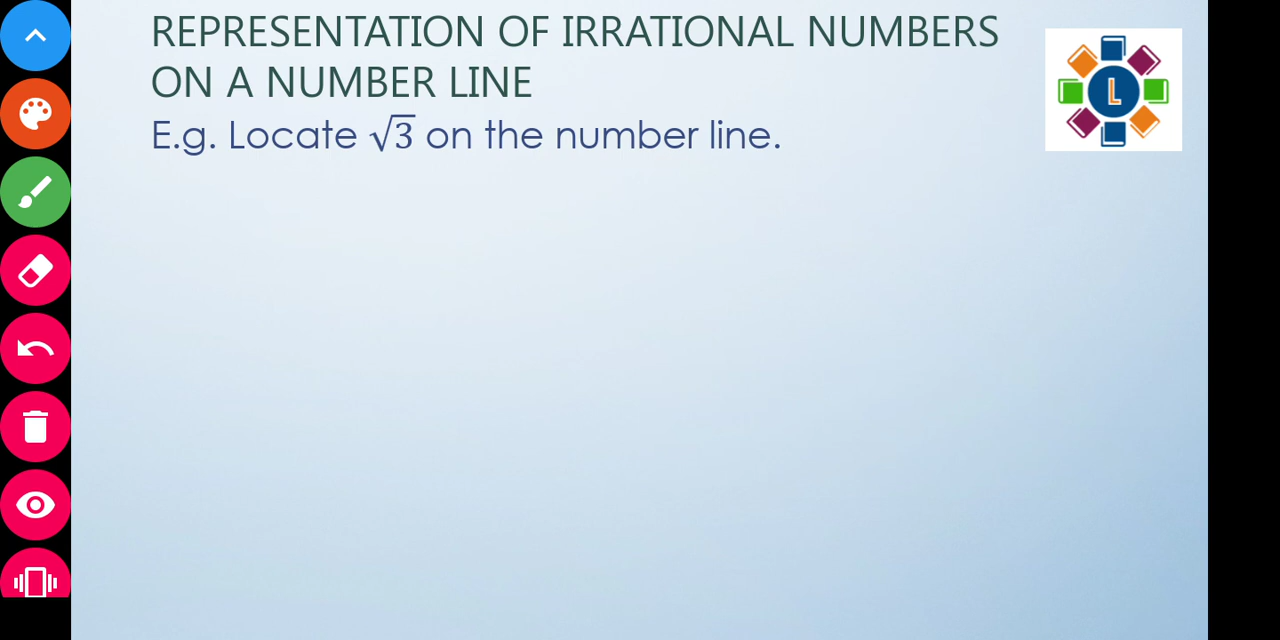 REPRESENTATION OF IRRATIONAL NUMBERS
ON A NUMBER LINE
E.g. Locate √3 on the number line.
L